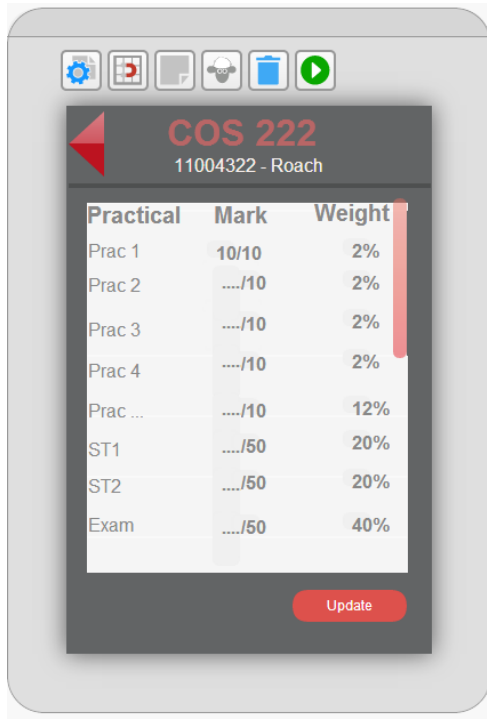 COS 222
11004322 - Roach
Practical Mark Weight
Prac 1 10/10 2%
Prac 2 ..../10 2%
Prac 3 ..../10 2%
Prac 4 ..../10 2%
Prac ... ..../10 12%
ST1 ..../50 20%
ST2 ..../50 20%
Exam ..../50 40%
Update